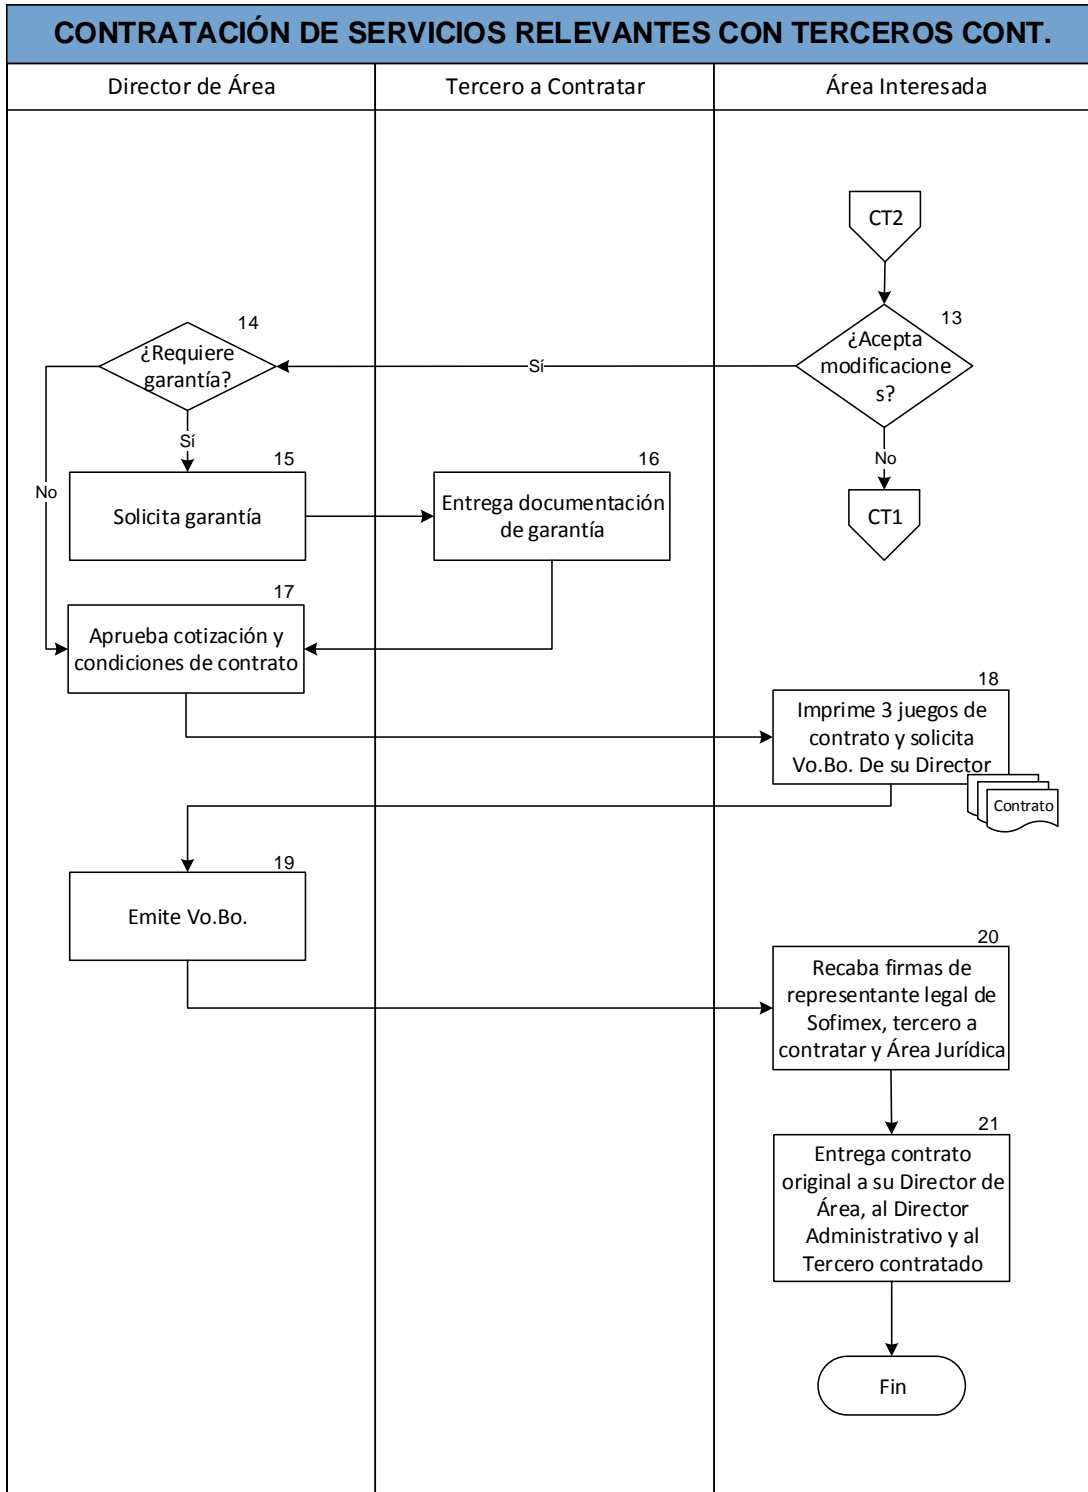 CONTRATACIÓN DE SERVICIOS RELEVANTES CON TERCEROS CONT.
Director de Área
Tercero a Contratar
Área Interesada
CT2
13
¿Acepta
modificacione
s?
Sí
No
CT1
14
¿Requiere
garantía?
Sí
No
15
Solicita garantía
16
Entrega documentación
de garantía
17
Aprueba cotización y
condiciones de contrato
18
Imprime 3 juegos de
contrato y solicita
Vo.Bo. De su Director
Contrato
19
Emite Vo.Bo.
20
Recaba firmas de
representante legal de
Sofimex, tercero a
contratar y Área Jurídica
21
Entrega contrato
original a su Director de
Área, al Director
Administrativo y al
Tercero contratado
Fin